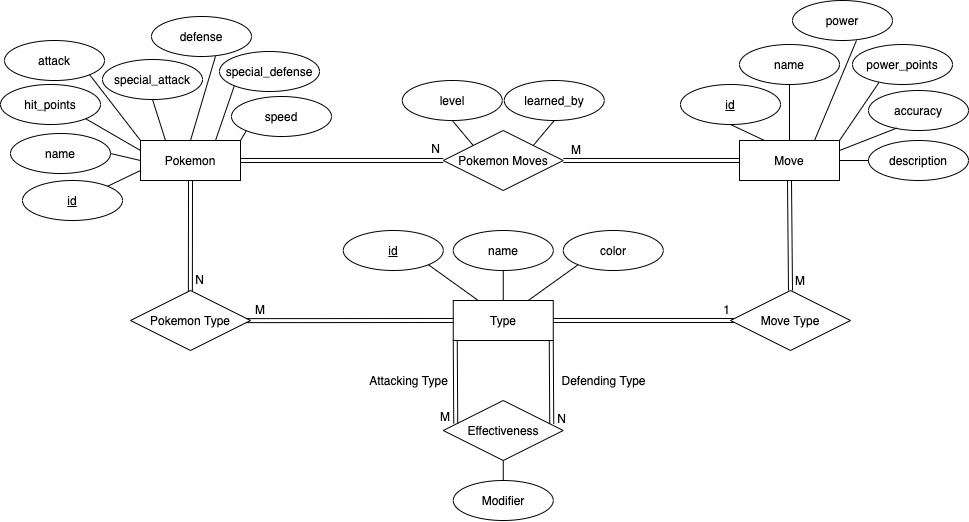 power
defense
attack
name
special_attack
special_defense
power_points
hit_points
level
learned_by
id
speed
accuracy
name
Pokemon
N
Pokemon Moves
M
Move
description
id
id
name
color
N
M
Pokemon Type
M
Type
1
Move Type
Attacking Type
Defending Type
M
N
Effectiveness
Modifier